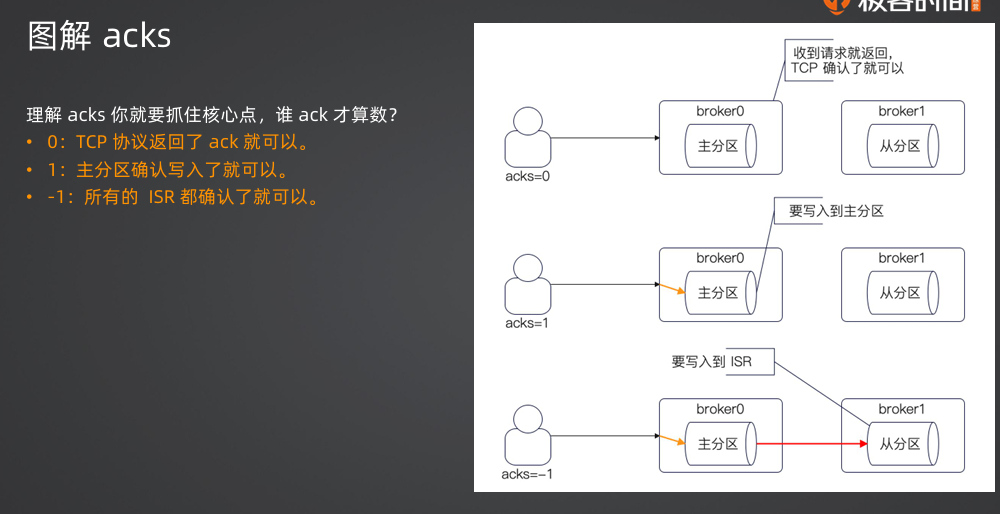 极客时间
图解 acks
理解 acks 你就要抓住核心点，谁 ack 才算数？
• 0：TCP 协议返回了 ack 就可以。
• 1：主分区确认写入了就可以。
• -1：所有的 ISR 都确认了就可以。
收到请求就返回，
TCP 确认了就可以
broker0
broker1
主分区
从分区
acks=0
要写入到主分区
broker0
broker1
主分区
从分区
acks=1
要写入到 ISR
broker0
broker1
主分区
从分区
acks=-1